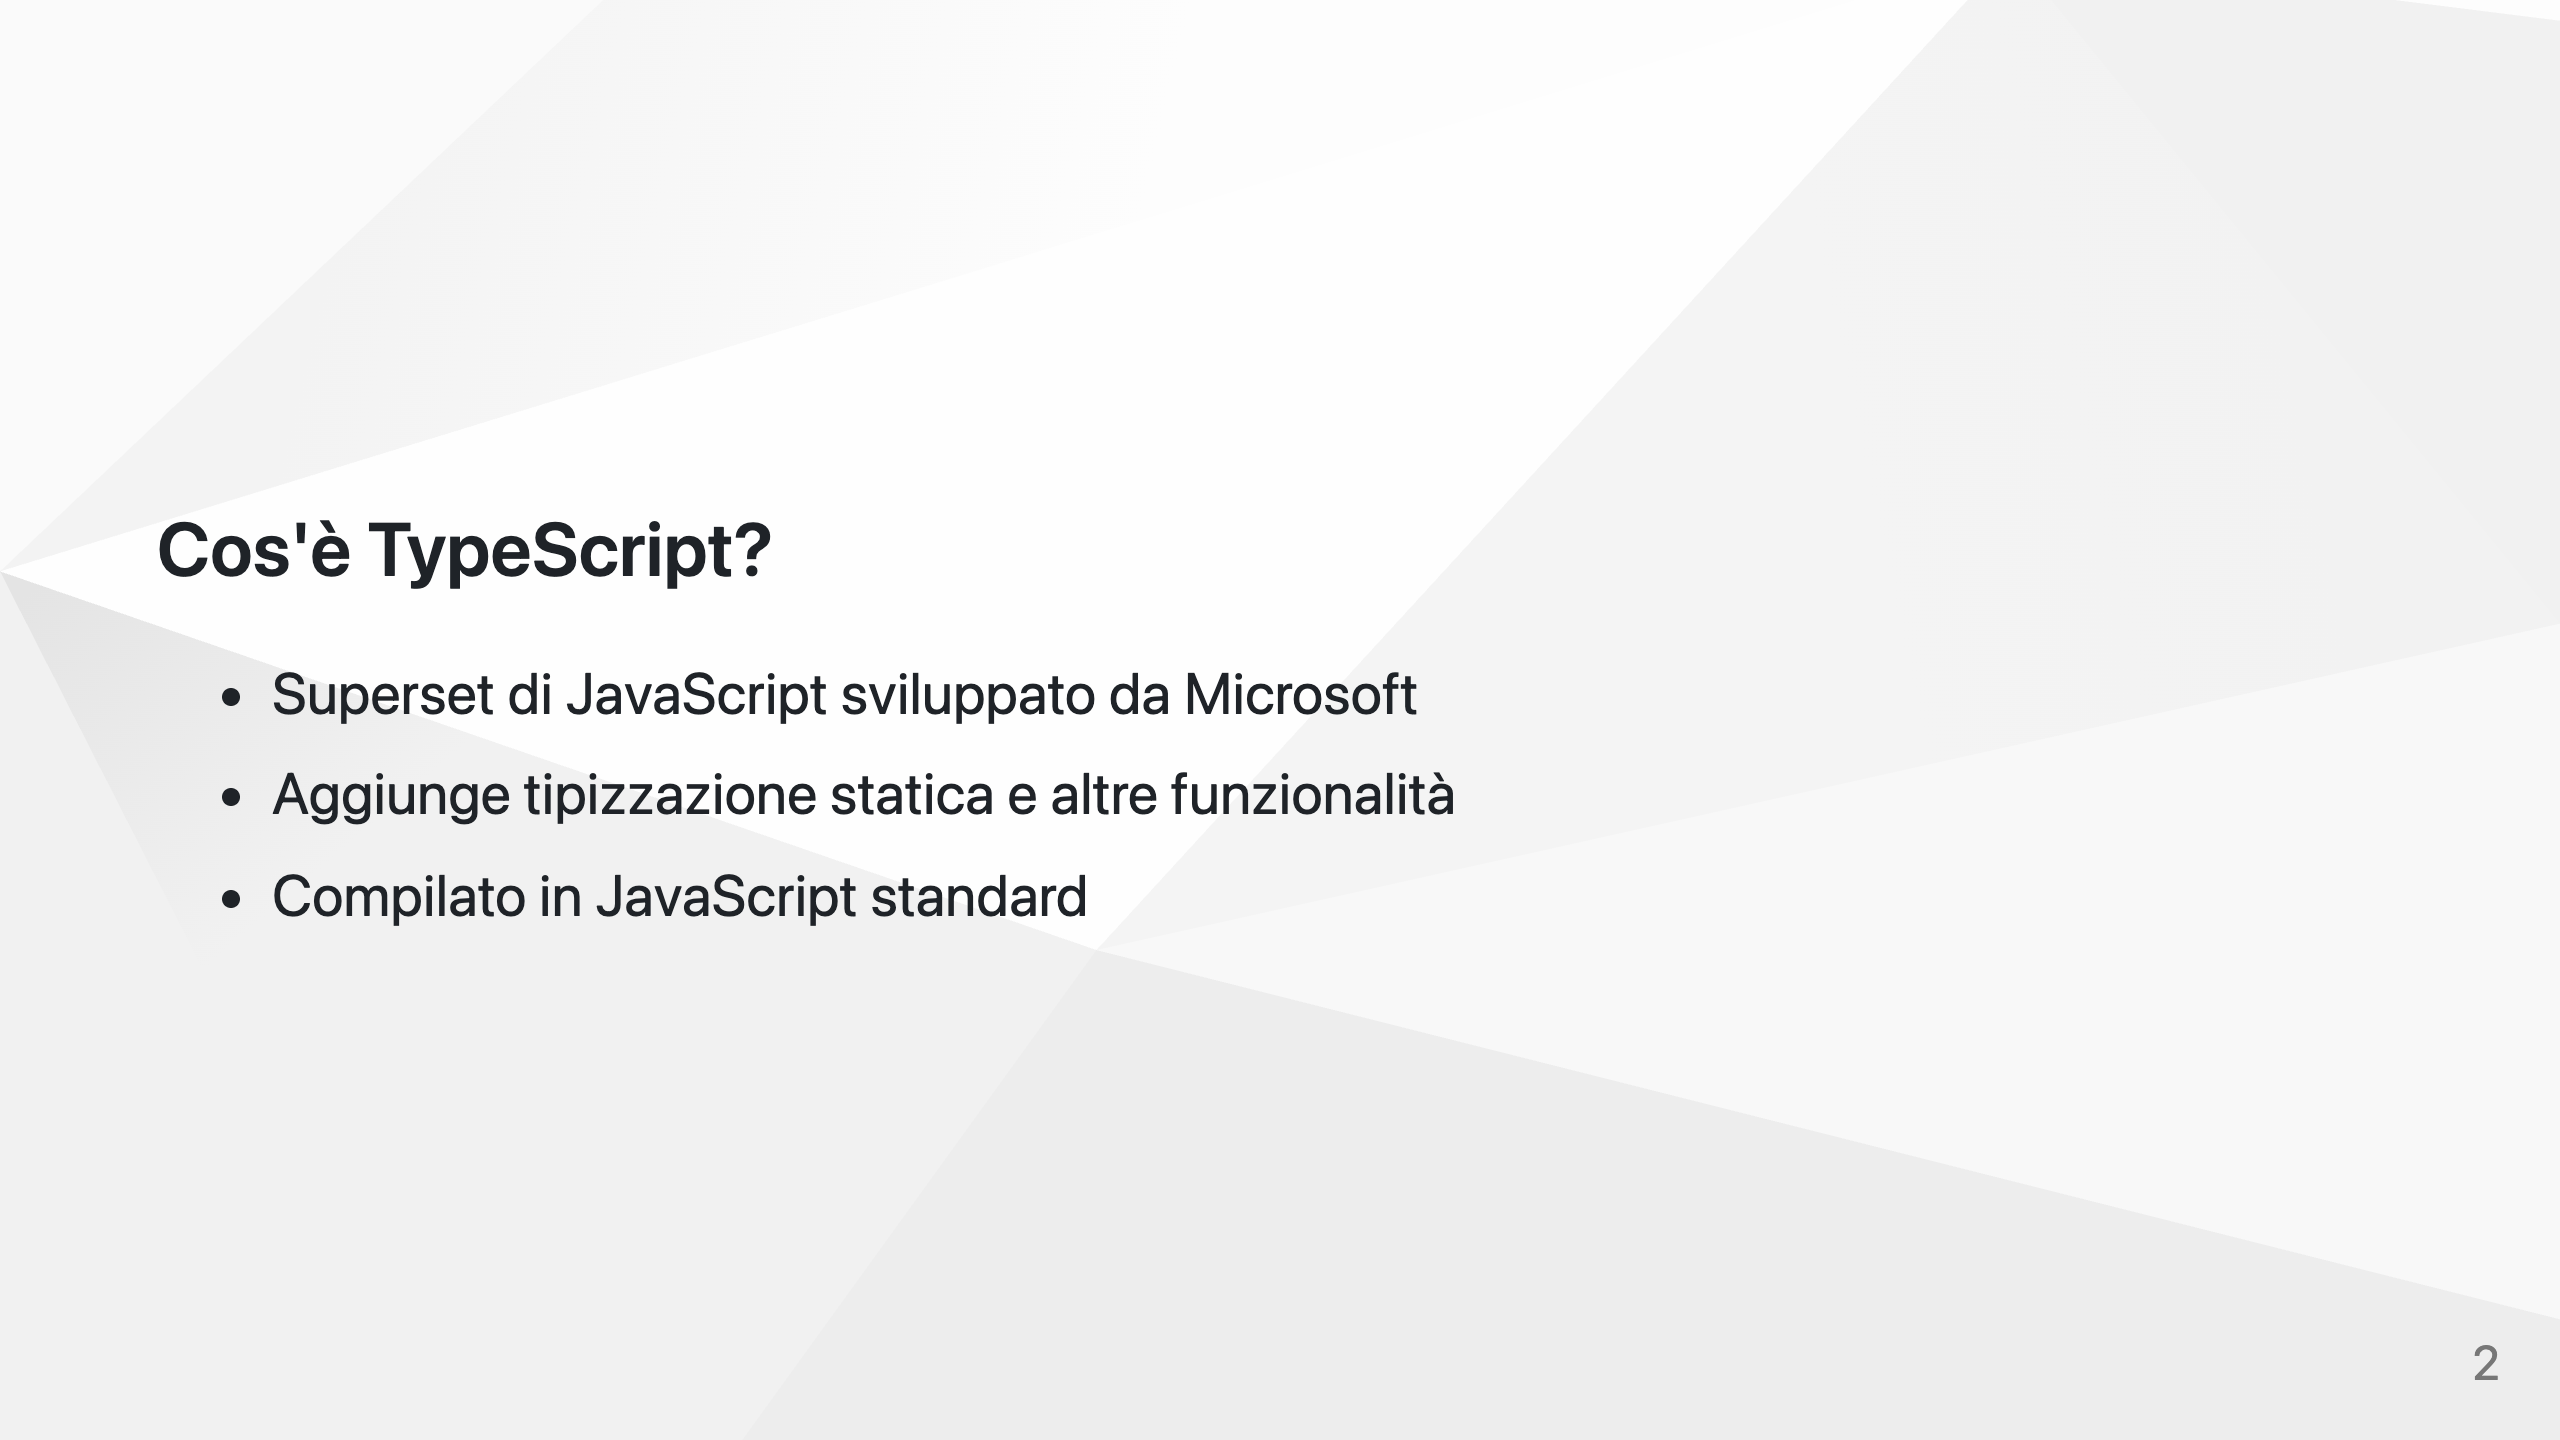 Cos'è TypeScript?
• Superset di JavaScript sviluppato da Microsoft
• Aggiunge tipizzazione statica e altre funzionalità
• Compilato in JavaScript standard
2